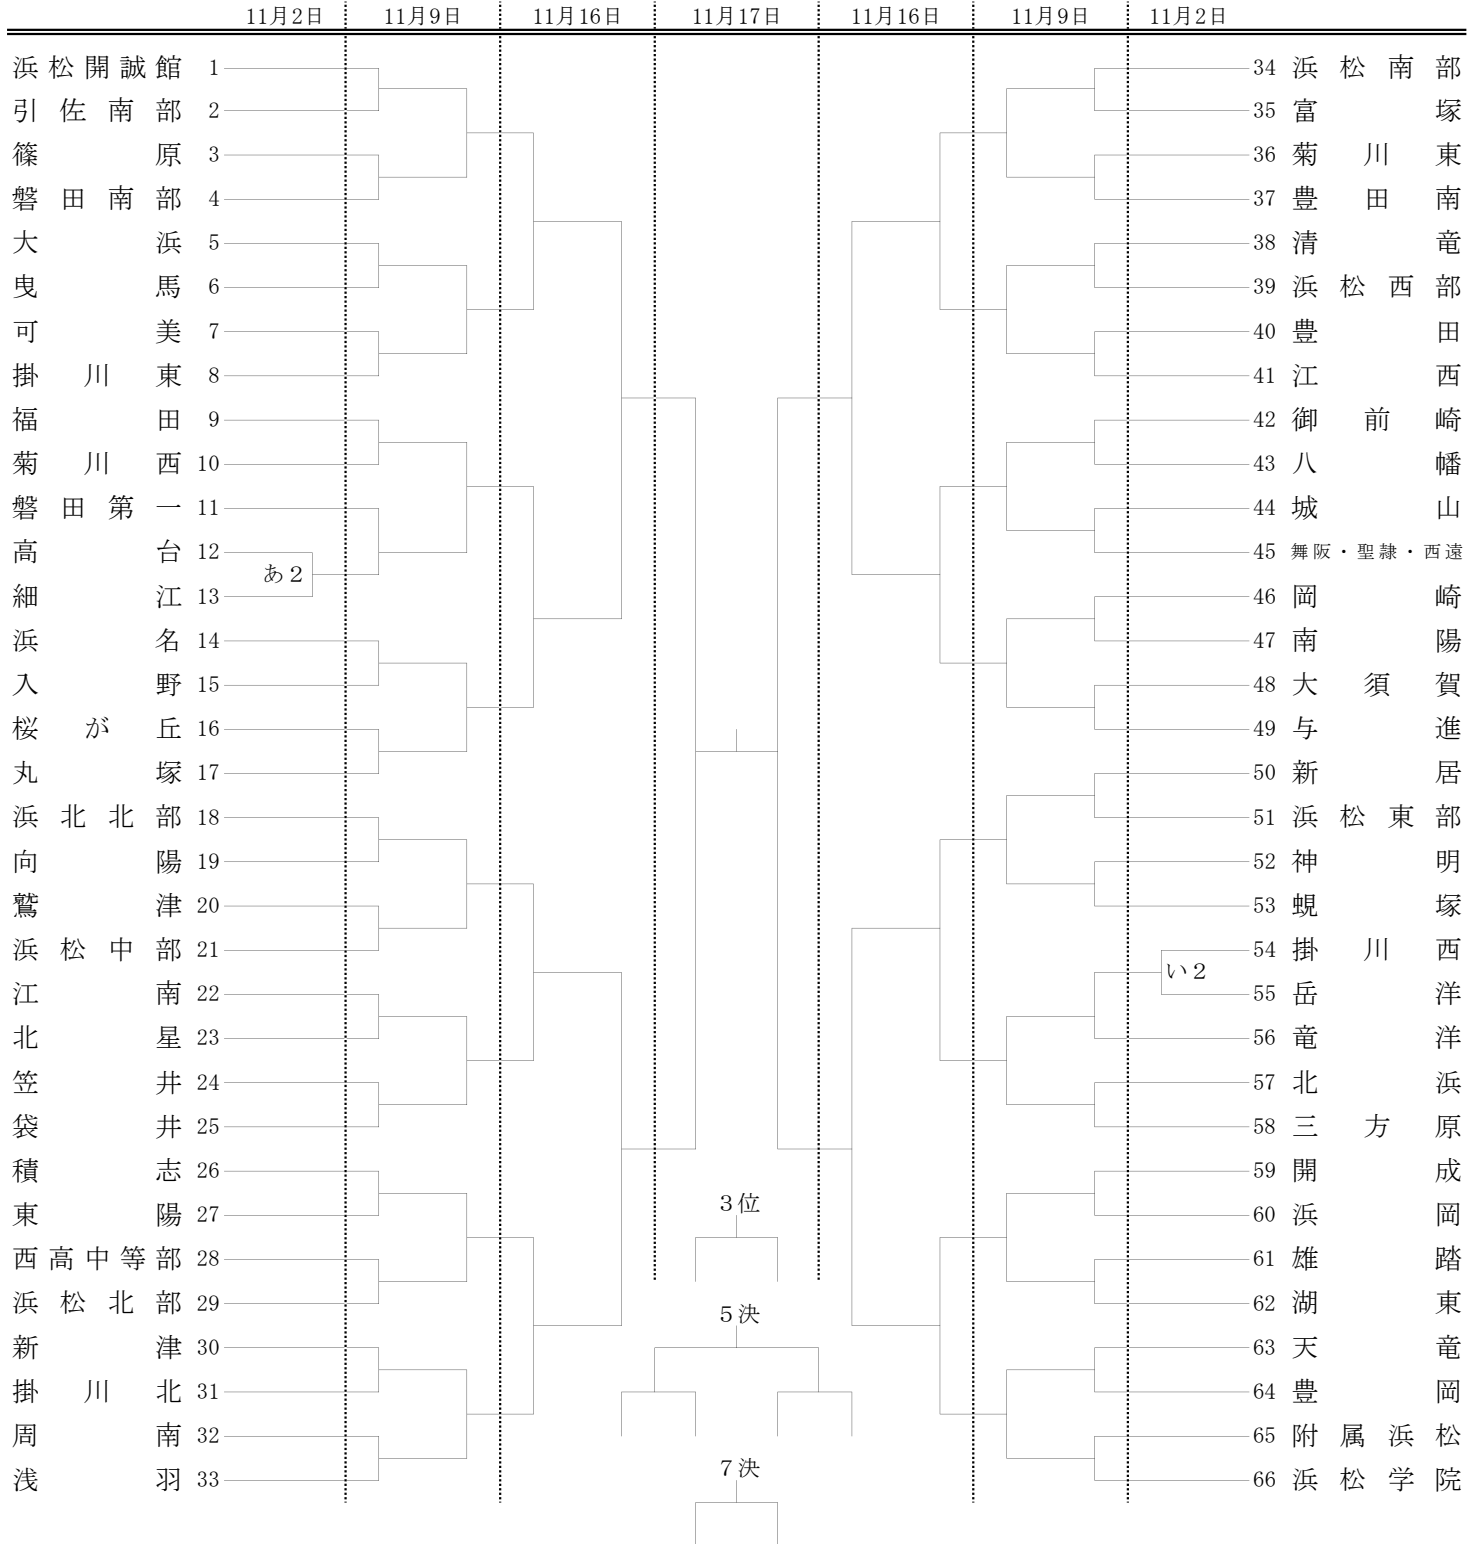 11月2日 11月9日 11月16日 11月17日 11月16日 11月9日 11月2日
浜松開誠館 1
引佐南部 2
篠原 3
磐田南部 4
大浜 5
曳馬 6
可美 7
掛川東 8
福田 9
菊川西 10
磐田第一 11
高台 12
あ2
細江 13
浜名 14
入野 15
桜が丘 16
丸塚 17
浜北北部 18
向陽 19
鷲津 20
浜松中部 21
江南 22
北星 23
笠井 24
袋井 25
積志 26
東陽 27
西高中等部 28
浜松北部 29
新津 30
掛川北 31
周南 32
浅羽 33
3位
5決
7決
34 浜松南部
35 富塚
36 菊川東
37 豊田南
38 清竜
39 浜松西部
40 豊田
41 江西
42 御前崎
43 八幡
44 城山
45 舞阪・聖隷・西遠
46 岡崎
47 南陽
48 大須賀
49 与進
50 新居
51 浜松東部
52 神明
53 蜆塚
54 掛川西
い2
55 岳洋
56 竜洋
57 北浜
58 三方原
59 開成
60 浜岡
61 雄踏
62 湖東
63 天竜
64 豊岡
65 附属浜松
66 浜松学院